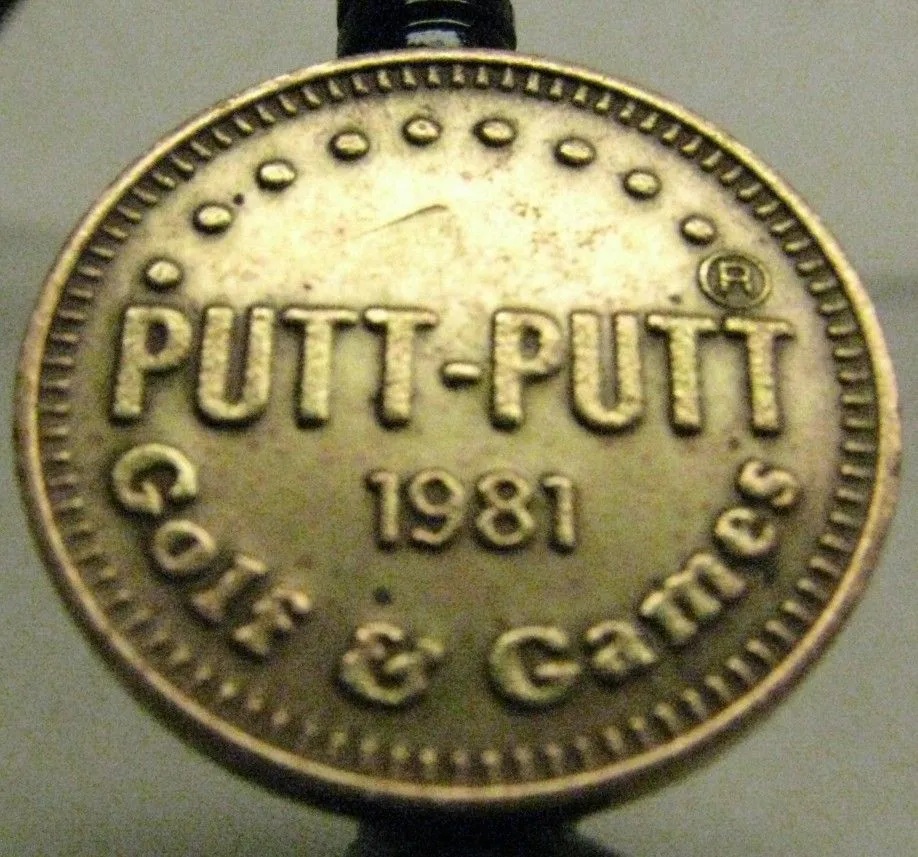 ®
PUTT-PUTT
1981
Golf & Games